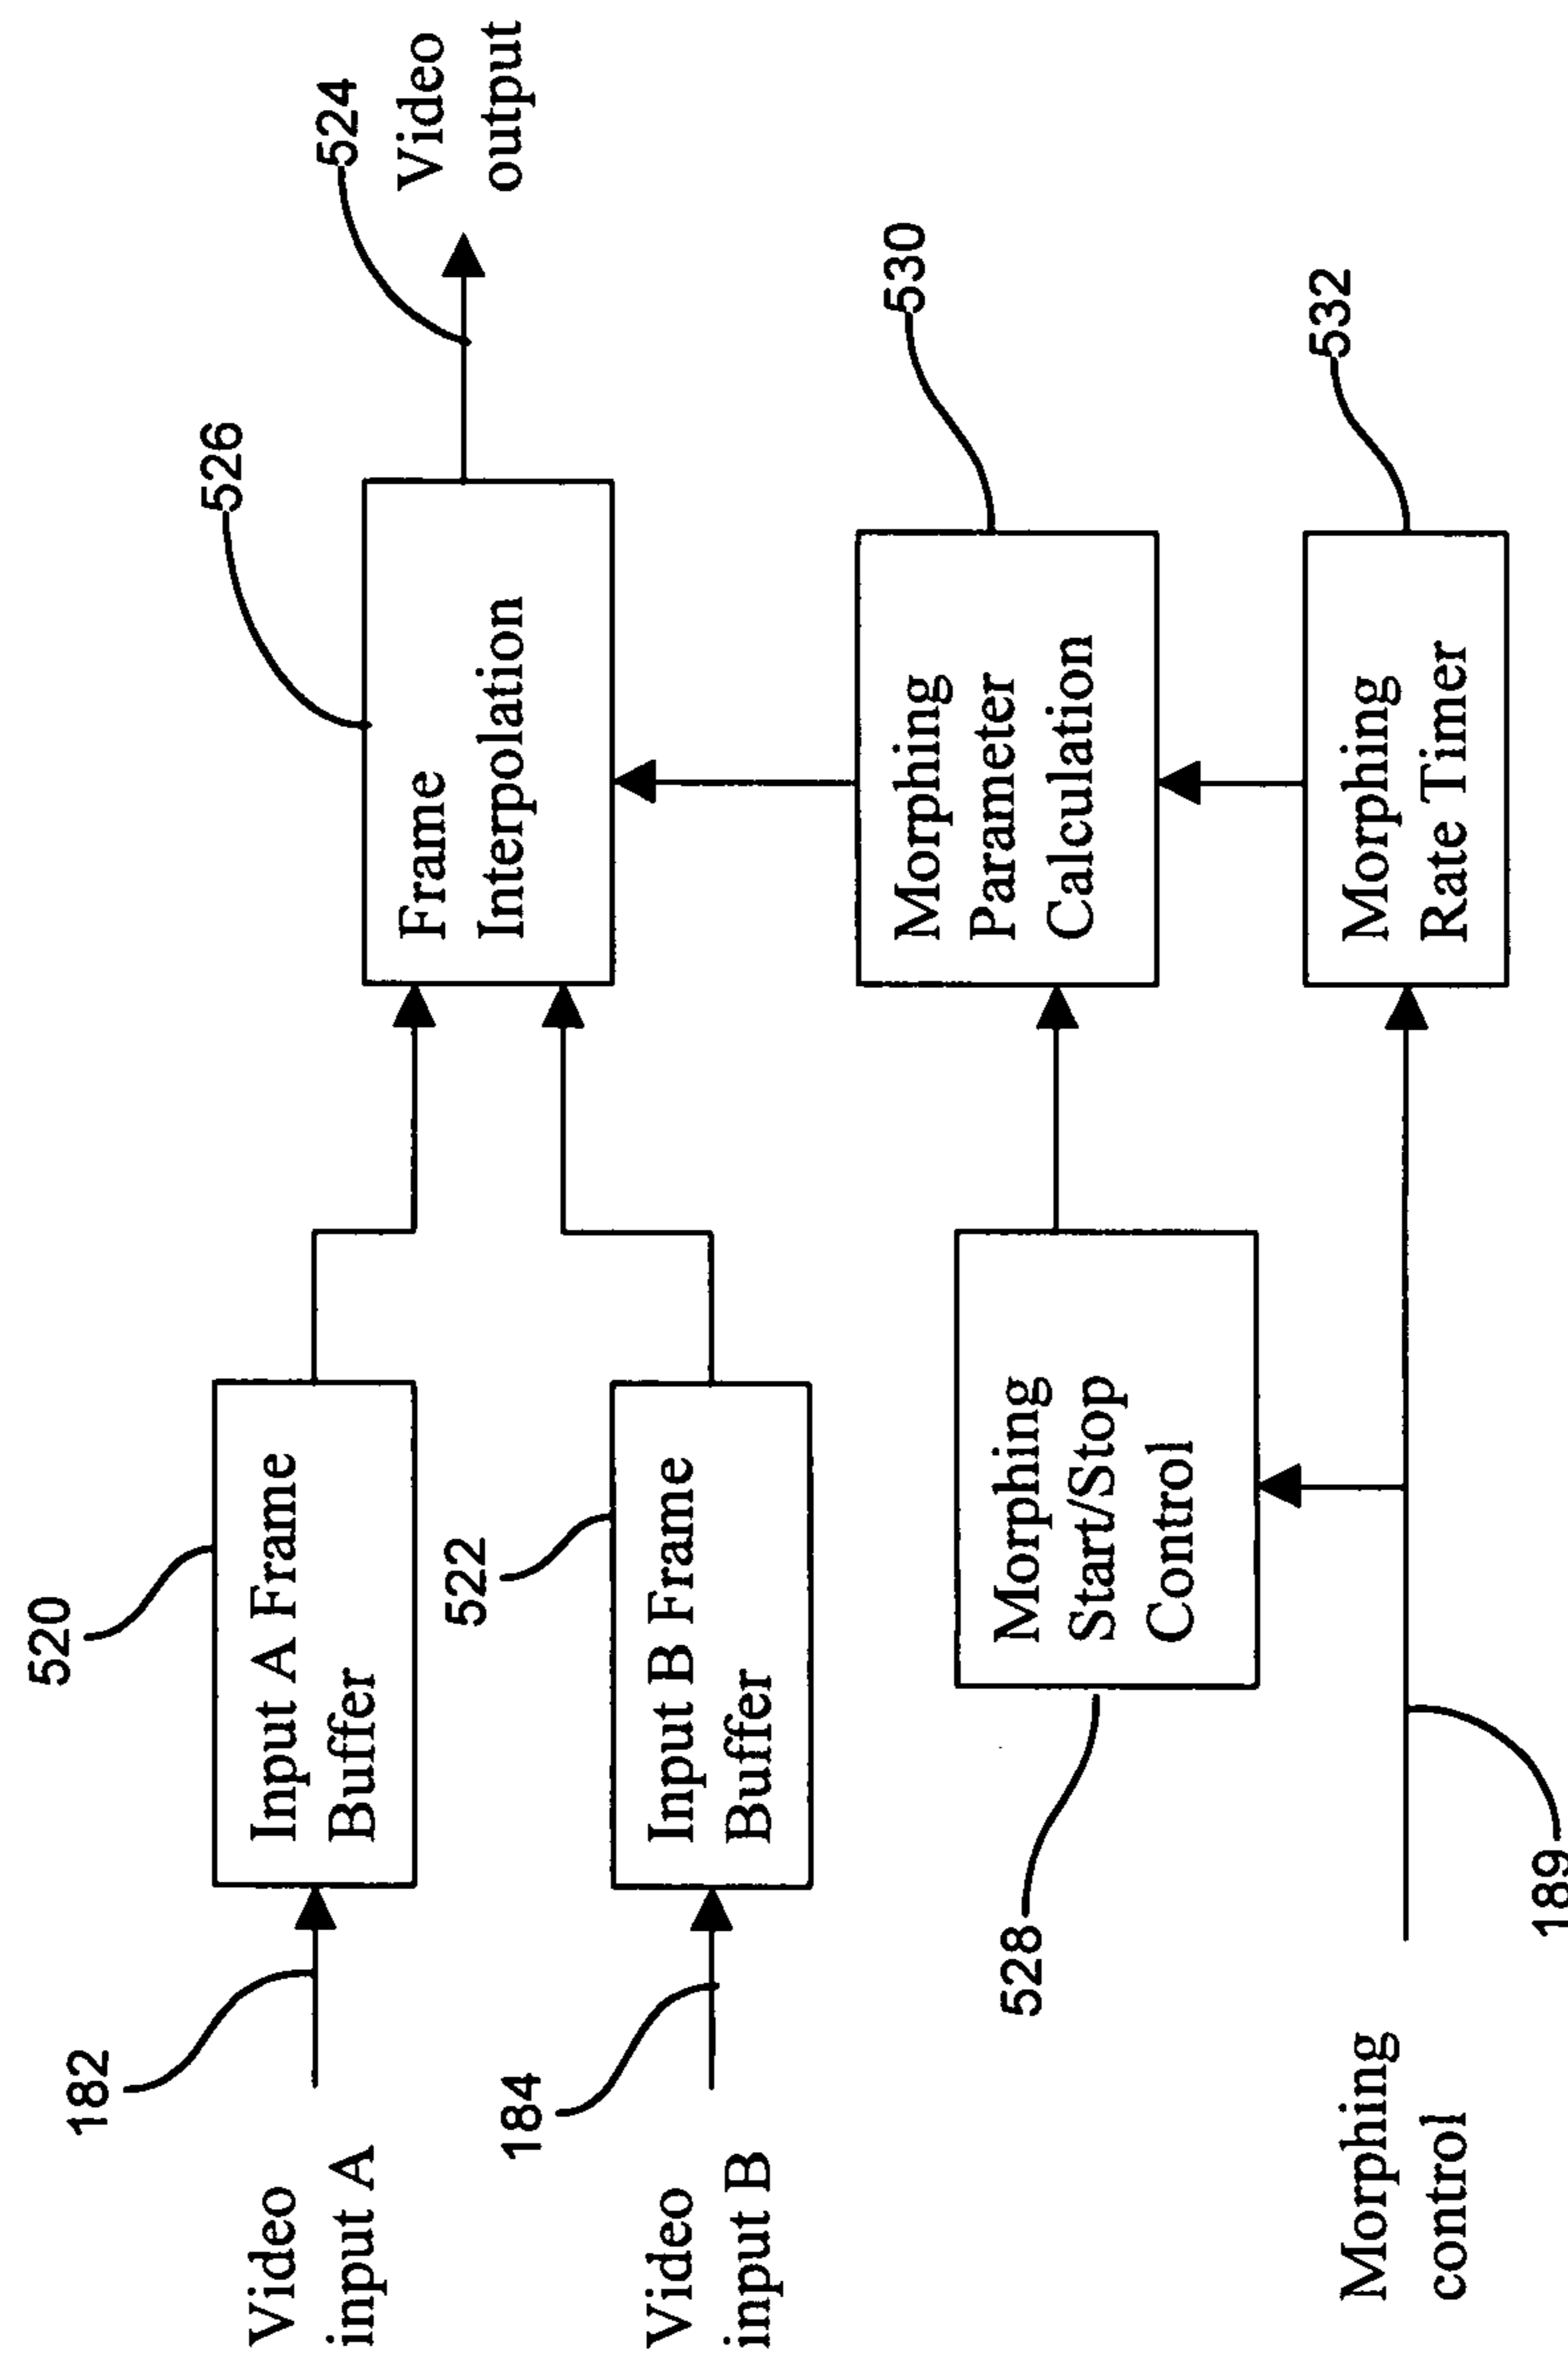 182
Video
input A
520
Input A Frame
Buffer
526
Frame
Interpolation
524
Video
output
184
Video
input B
522
Input B Frame
Buffer
528
Morphing
Start/Stop
Control
530
Morphing
Parameter
Calculation
532
Morphing
Rate Timer
Morphing
control
189